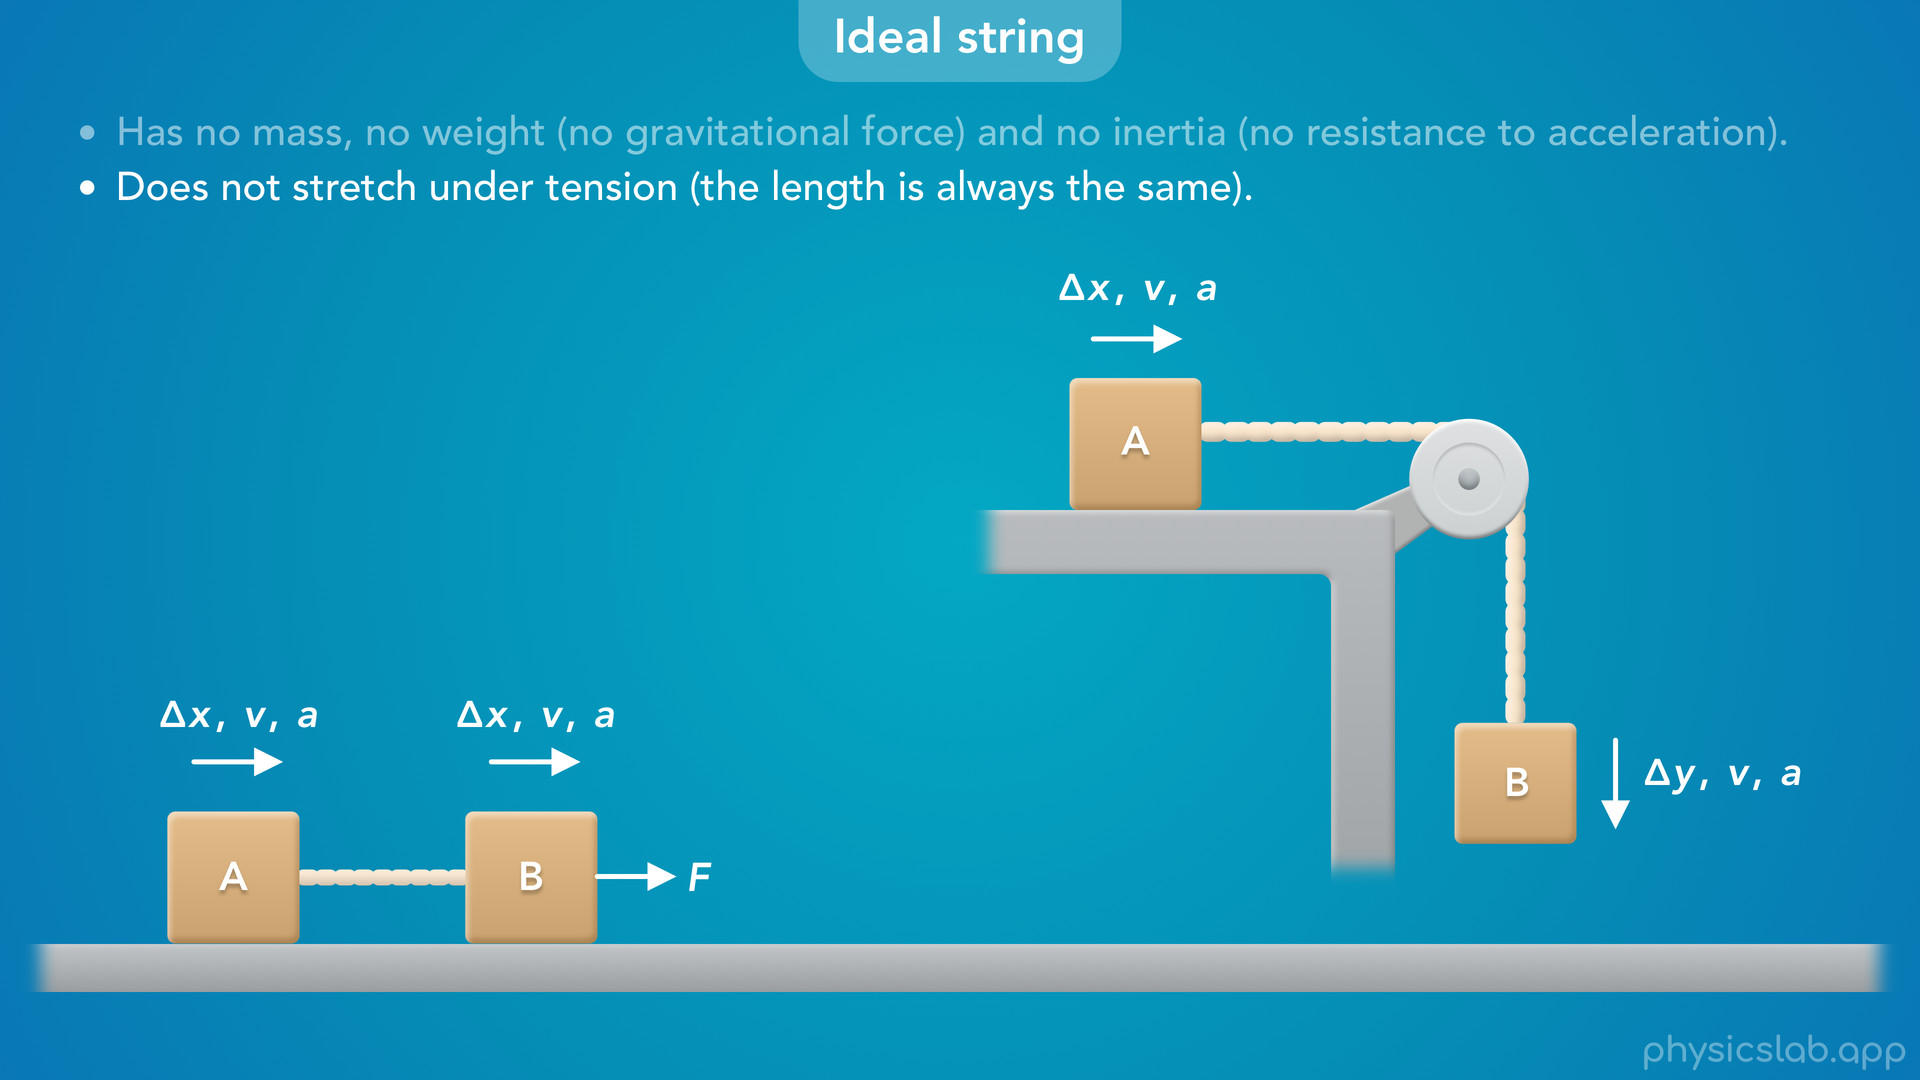 Ideal string
• Has no mass, no weight (no gravitational force) and no inertia (no resistance to acceleration).
• Does not stretch under tension (the length is always the same).
Δx, v, a
A
B
Δy, v, a
Δx, v, a
Δx, v, a
A
B
F
physicslab.app